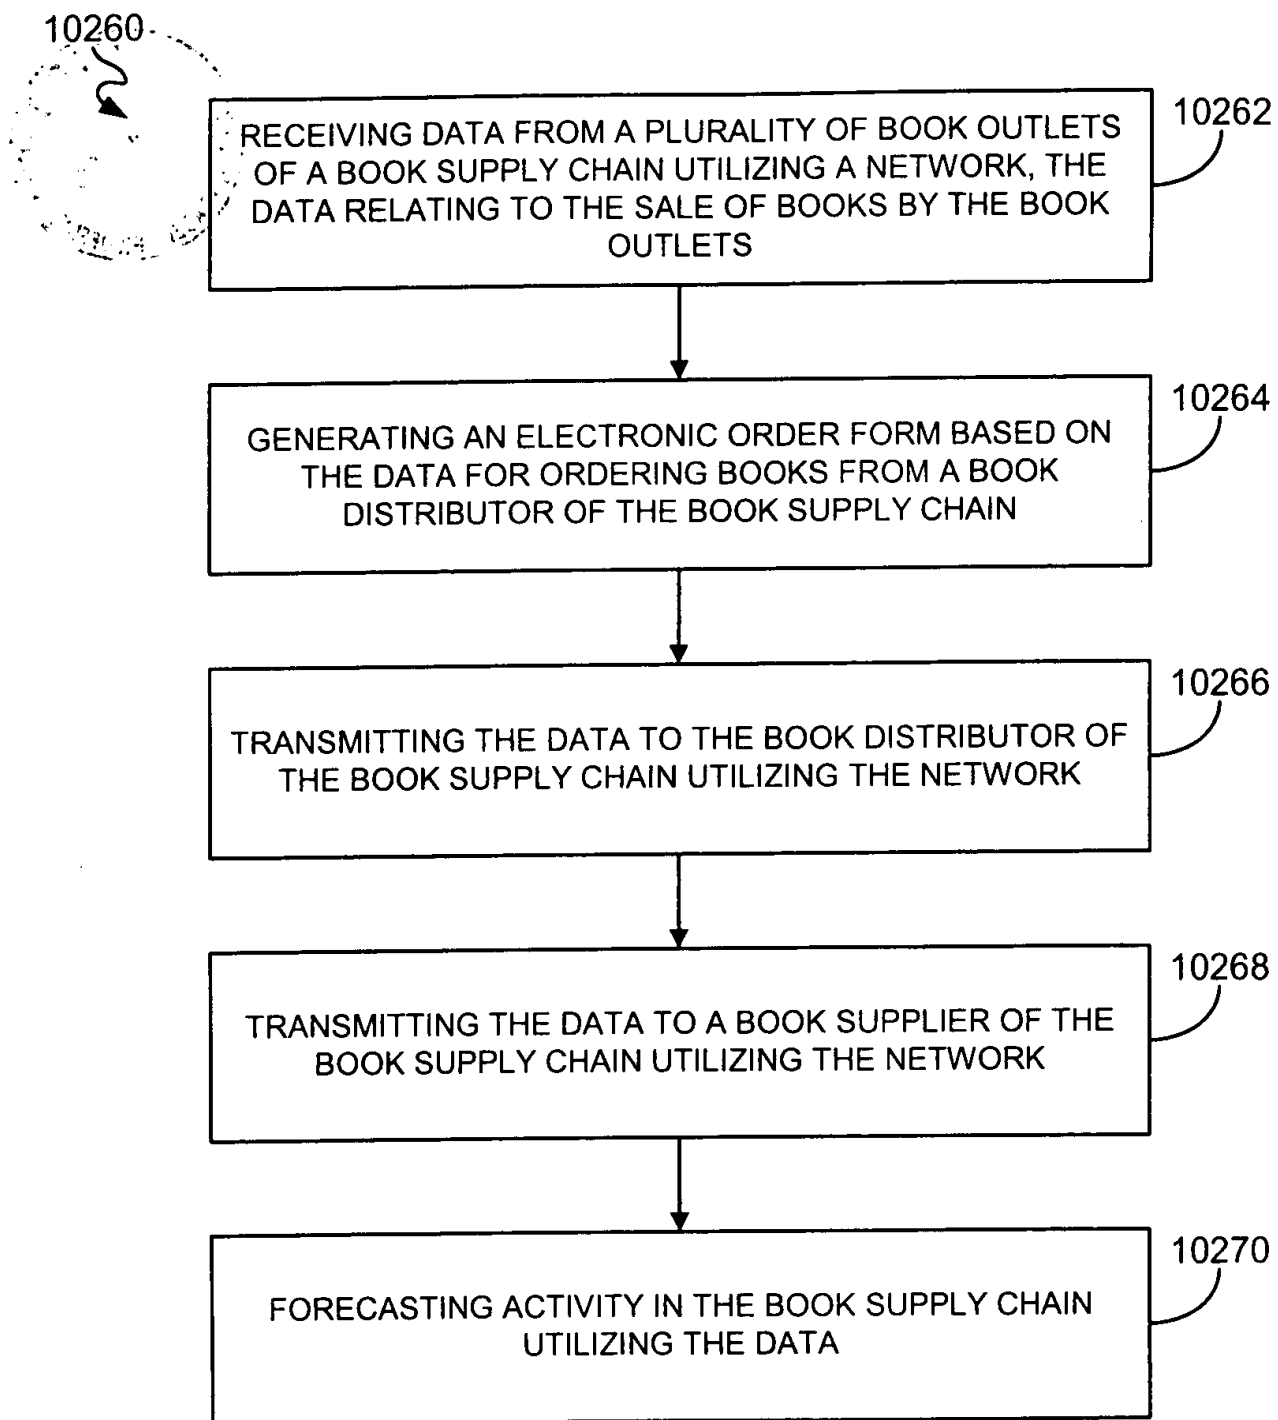 10260
10262
RECEIVING DATA FROM A PLURALITY OF BOOK OUTLETS
OF A BOOK SUPPLY CHAIN UTILIZING A NETWORK, THE
DATA RELATING TO THE SALE OF BOOKS BY THE BOOK
OUTLETS
10264
GENERATING AN ELECTRONIC ORDER FORM BASED ON
THE DATA FOR ORDERING BOOKS FROM A BOOK
DISTRIBUTOR OF THE BOOK SUPPLY CHAIN
10266
TRANSMITTING THE DATA TO THE BOOK DISTRIBUTOR OF
THE BOOK SUPPLY CHAIN UTILIZING THE NETWORK
10268
TRANSMITTING THE DATA TO A BOOK SUPPLIER OF THE
BOOK SUPPLY CHAIN UTILIZING THE NETWORK
10270
FORECASTING ACTIVITY IN THE BOOK SUPPLY CHAIN
UTILIZING THE DATA